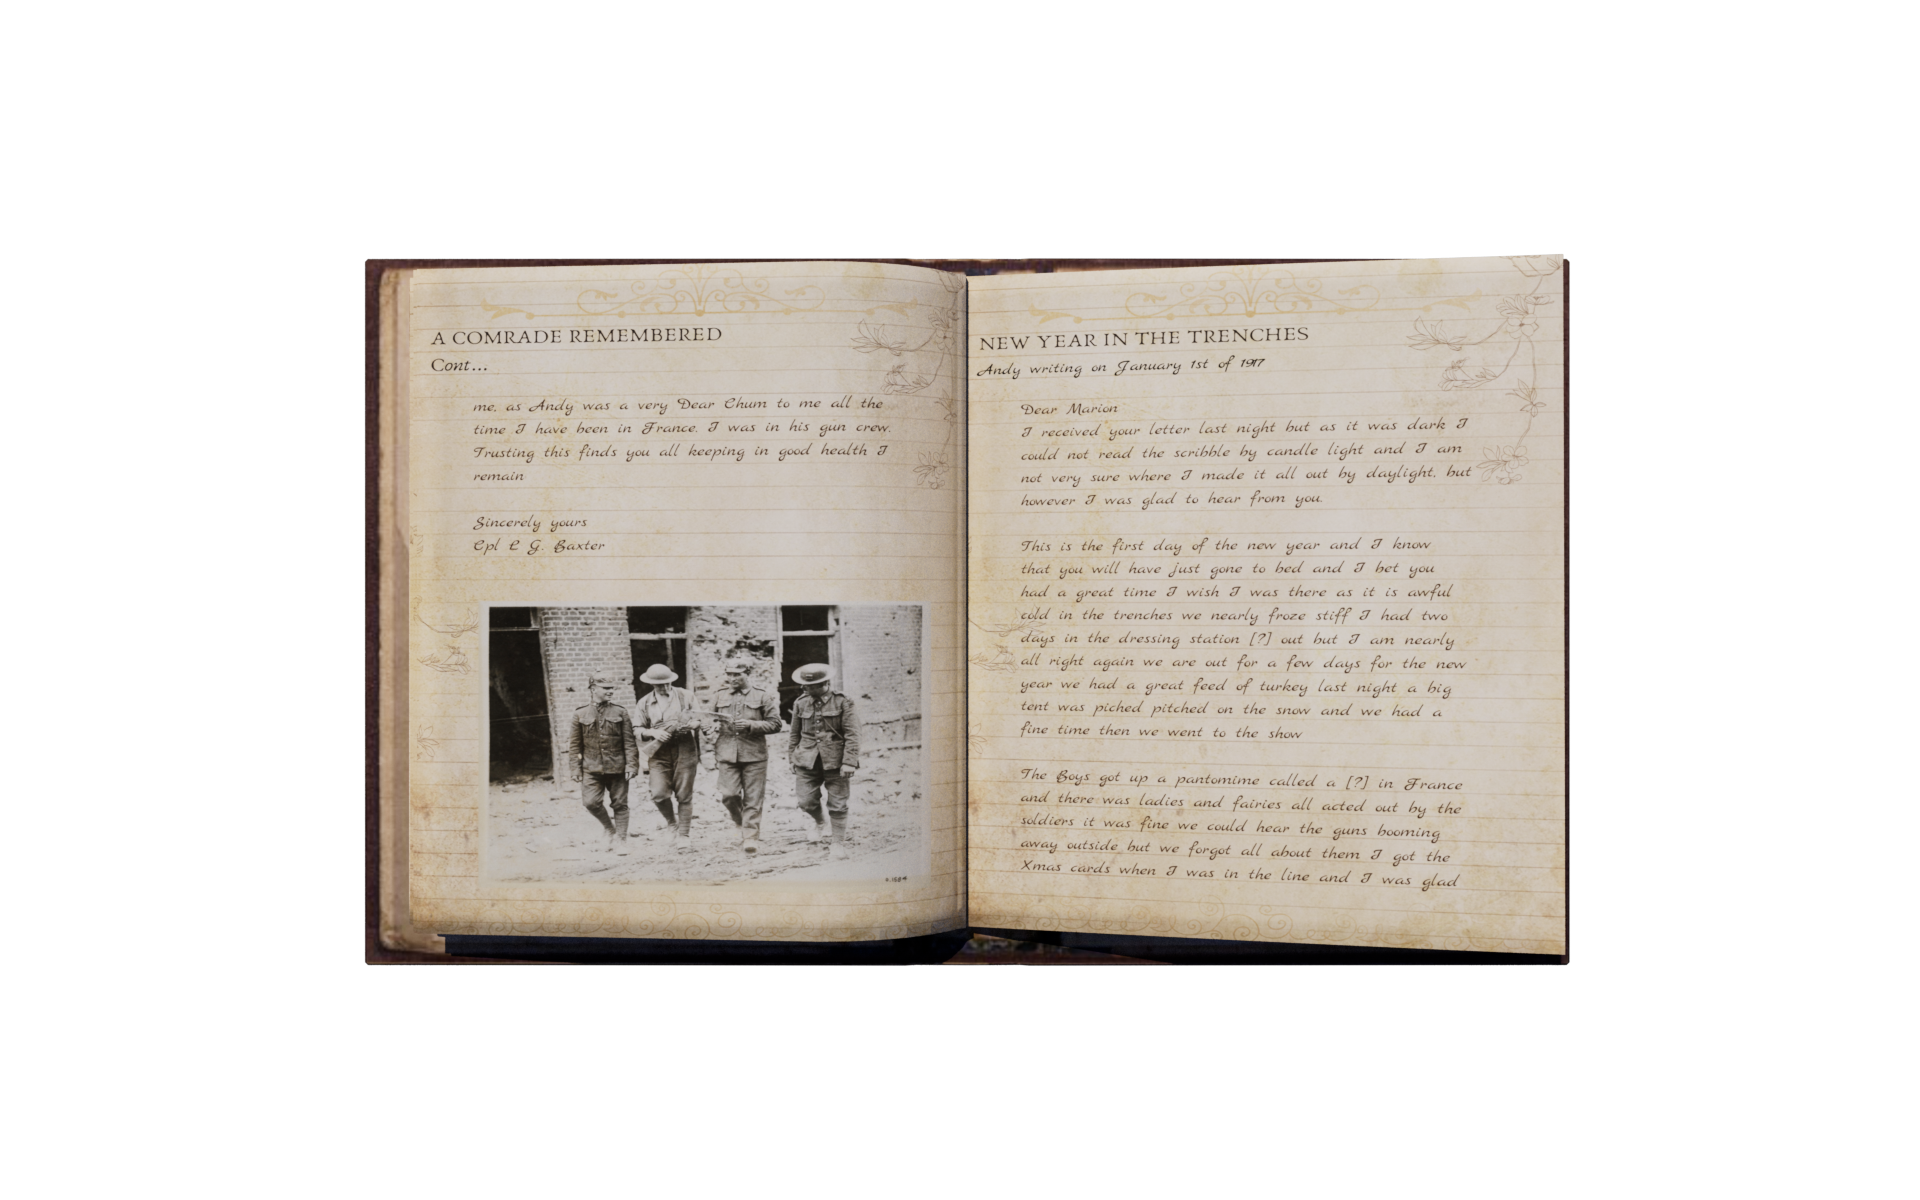 A COMRADE REMEMBERED
Cont...
me, as Andy was a very Dear Chum to me all the
time I have been in France. I was in his gun crew.
Trusting this finds you all keeping in good health I
remain
Sincerely yours
Cpl C G. Baxter
NEW YEAR IN THE TRENCHES
Andy writing on January 1st of 1917
Dear Marion
I received your letter last night but as it was dark I
could not read the scribble by candle light and I am
not very sure where I made it all out by daylight, but
however I was glad to hear from you.
This is the first day of the new year and I know
that you will have just gone to bed and I bet you
had a great time I wish I was there as it is awful
cold in the trenches we nearly froze stiff I had two
days in the dressing station [?] out but I am nearly
all right again we are out for a few days for the new
year we had a great feed of turkey last night a big
tent was piched pitched on the snow and we had a
fine time then we went to the show
The Boys got up a pantomime called a [?] in France
and there was ladies and fairies all acted out by the
soldiers it was fine we could hear the guns booming
away outside but we forgot all about them I got the
Xmas cards when I was in the line and I was glad